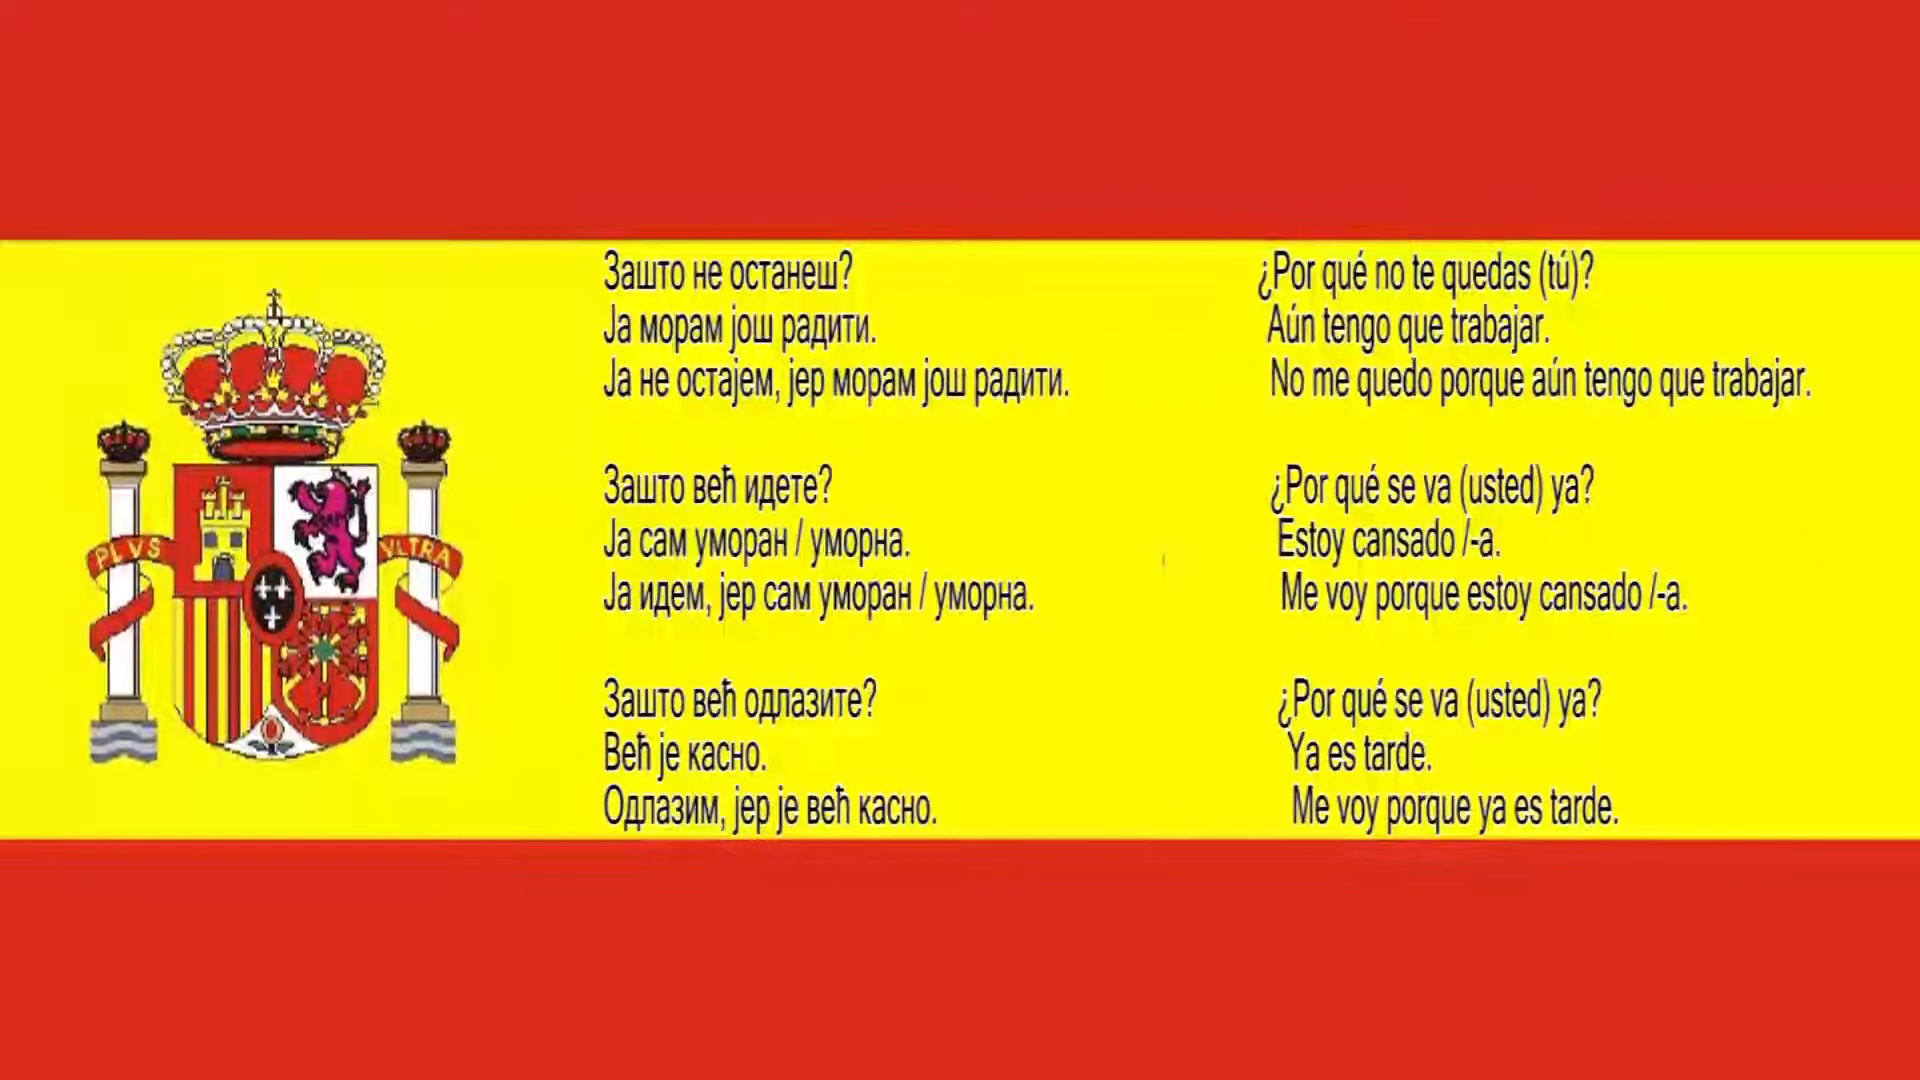 Зашто не останеш?
Ја морам још радити.
Ја не остајем, јер морам још радити.
Зашто већ идете?
Ја сам уморан / уморна.
Ја идем, јер сам уморан / уморна.
Зашто већ одлазите?
Већ је касно.
Одлазим, јер је већ касно.
¿Por qué no te quedas (tú)?
Aún tengo que trabajar.
No me quedo porque aún tengo que trabajar.
¿Por qué se va (usted) ya?
Estoy cansado /-a.
Me voy porque estoy cansado /-a.
¿Por qué se va (usted) ya?
Ya es tarde.
Me voy porque ya es tarde.
PLVS VLTRA